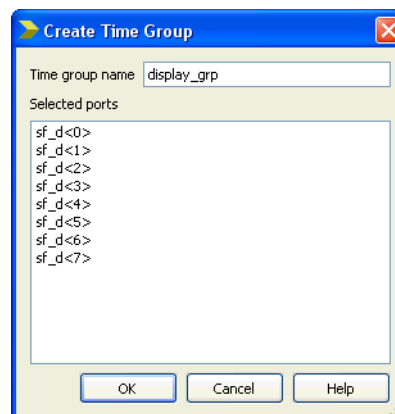 Create Time Group
Time group name display_grp
Selected ports
sf_d<0>
sf_d<1>
sf_d<2>
sf_d<3>
sf_d<4>
sf_d<5>
sf_d<6>
sf_d<7>
OK Cancel Help